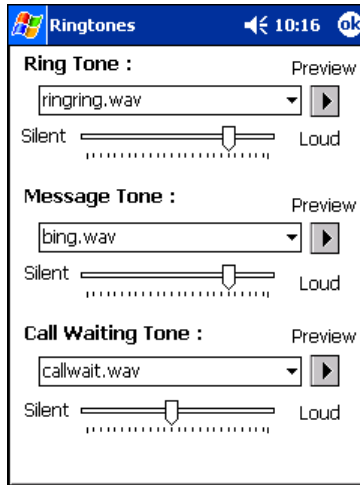 Ringtones 10:16 ok
Ring Tone : Preview
ringring.wav
Silent Loud
Message Tone : Preview
bing.wav
Silent Loud
Call Waiting Tone : Preview
callwait.wav
Silent Loud